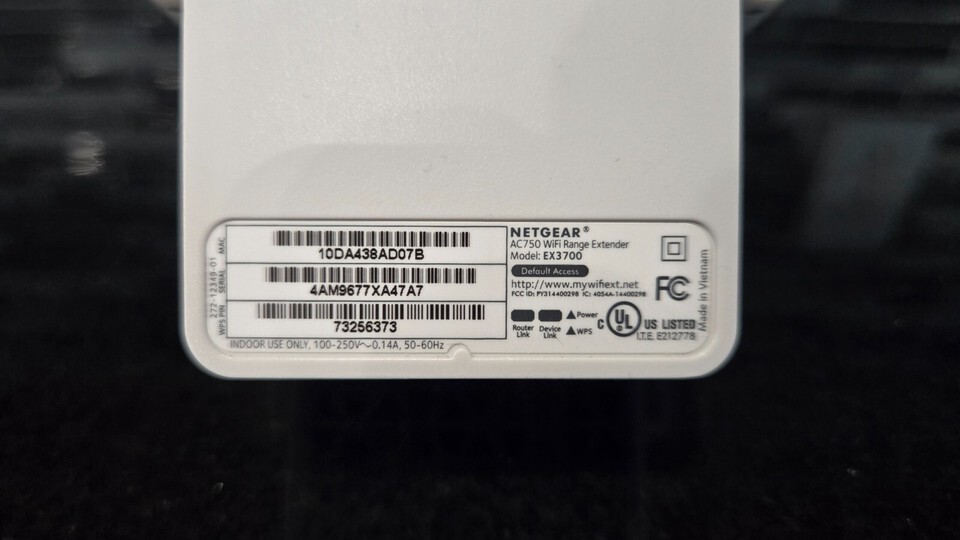 10DA438AD07B
4AM9677XA47A7
73256373
272-12349-01
MAC
SERIAL
WPS PIN
INDOOR USE ONLY, 100-250V~0.14A, 50-60Hz
NETGEAR®
AC750 WiFi Range Extender
Model: EX3700
Default Access
http://www.mywifiext.net
FCC ID: PY314400298 IC: 4054A-14400298
FC
Router Link
Device Link
▲Power
▲WPS
C UL US LISTED
I.T.E. E212778
Made in Vietnam